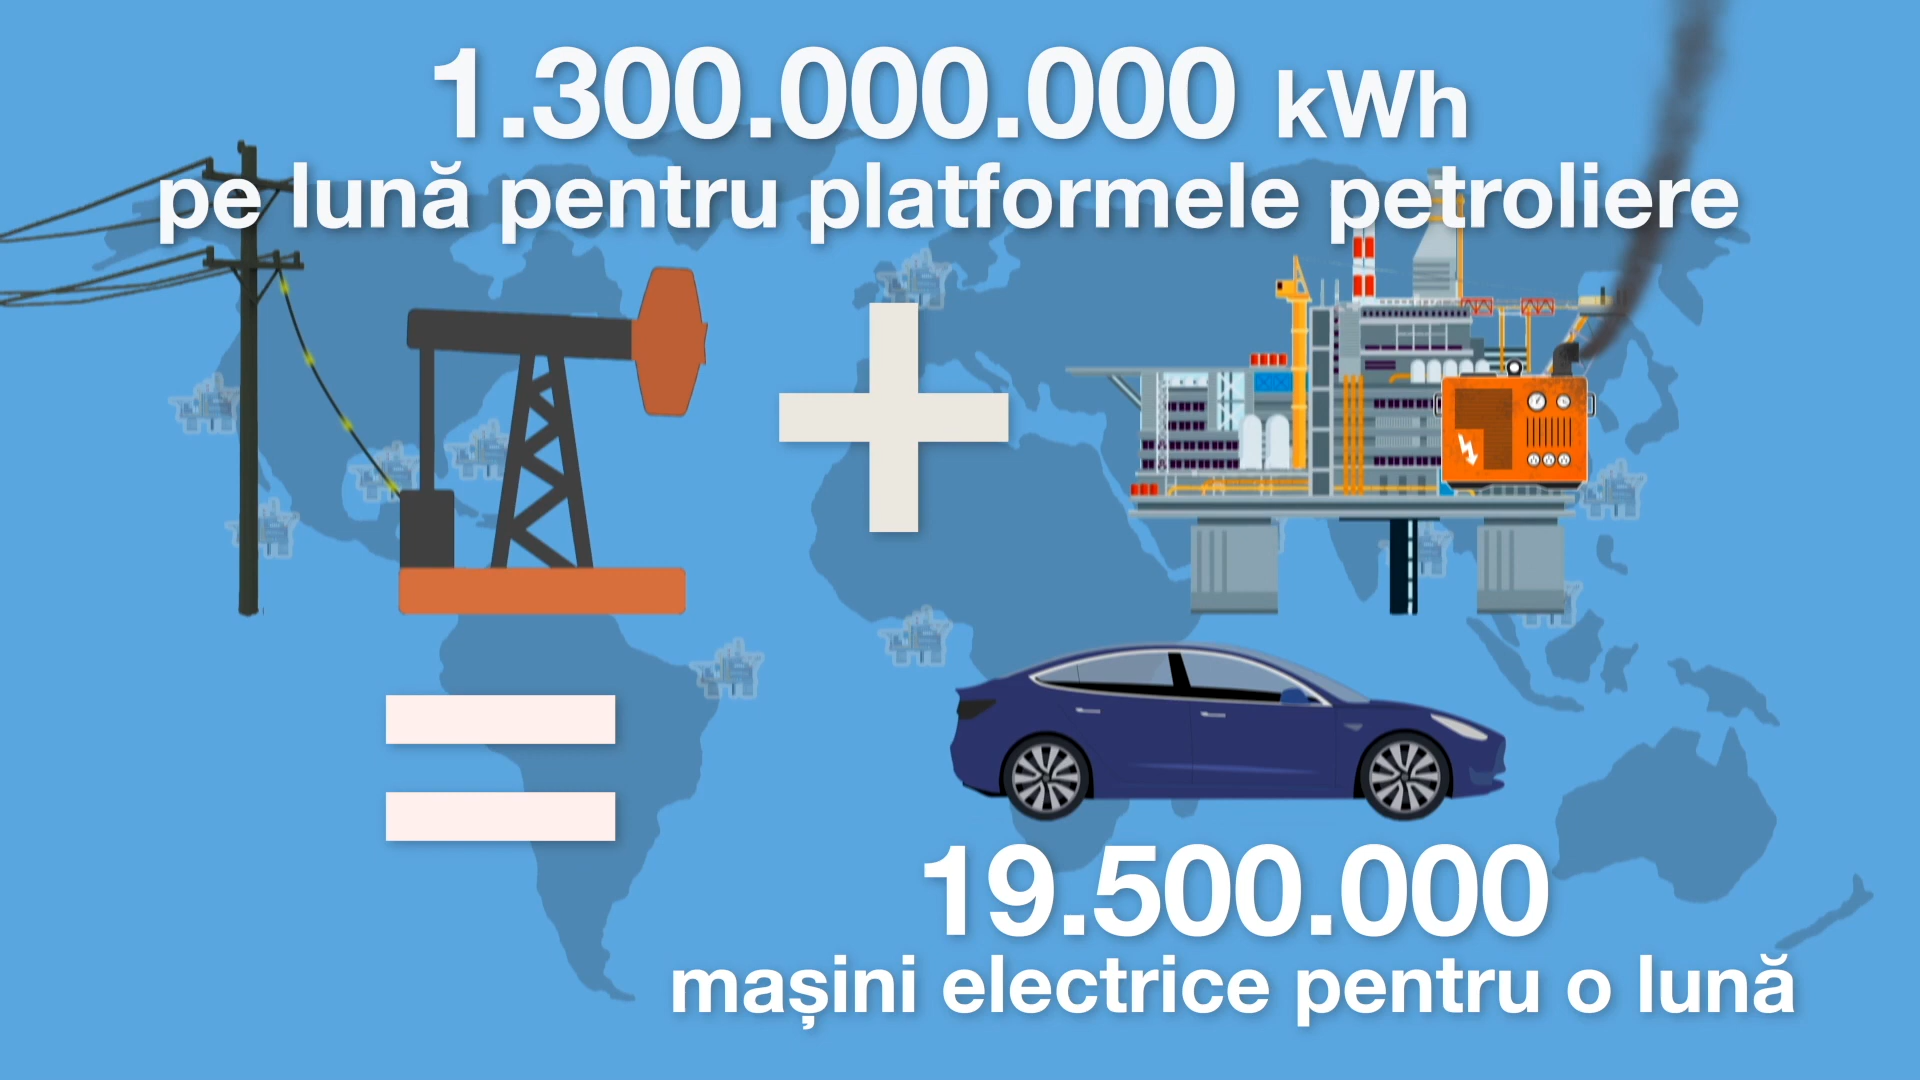 1.300.000.000 kWh
pe lună pentru platformele petroliere
19.500.000
mașini electrice pentru o lună